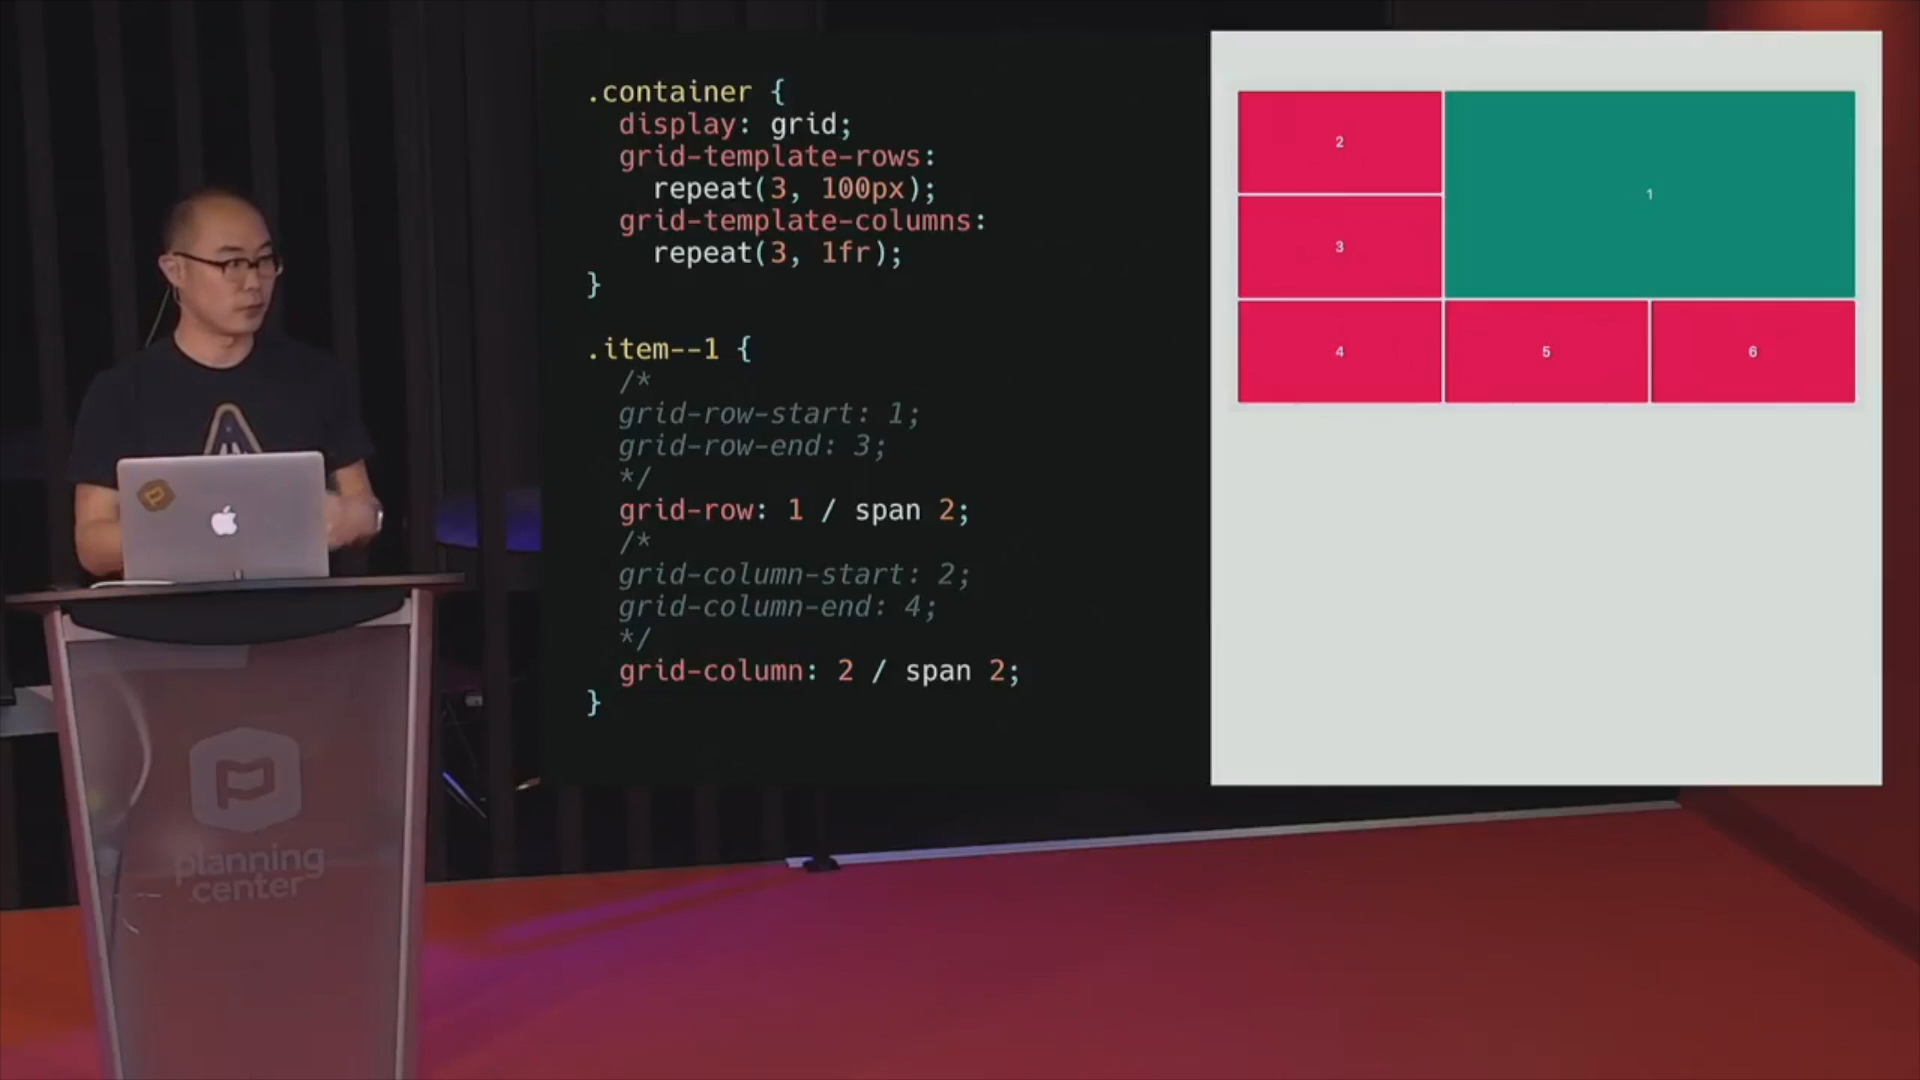 .container {
display: grid;
grid-template-rows:
repeat(3, 100px);
grid-template-columns:
repeat(3, 1fr);
}
.item--1 {
/*
grid-row-start: 1;
grid-row-end: 3;
*/
grid-row: 1 / span 2;
/*
grid-column-start: 2;
grid-column-end: 4;
*/
grid-column: 2 / span 2;
}
2
1
3
4
5
6
planning
center